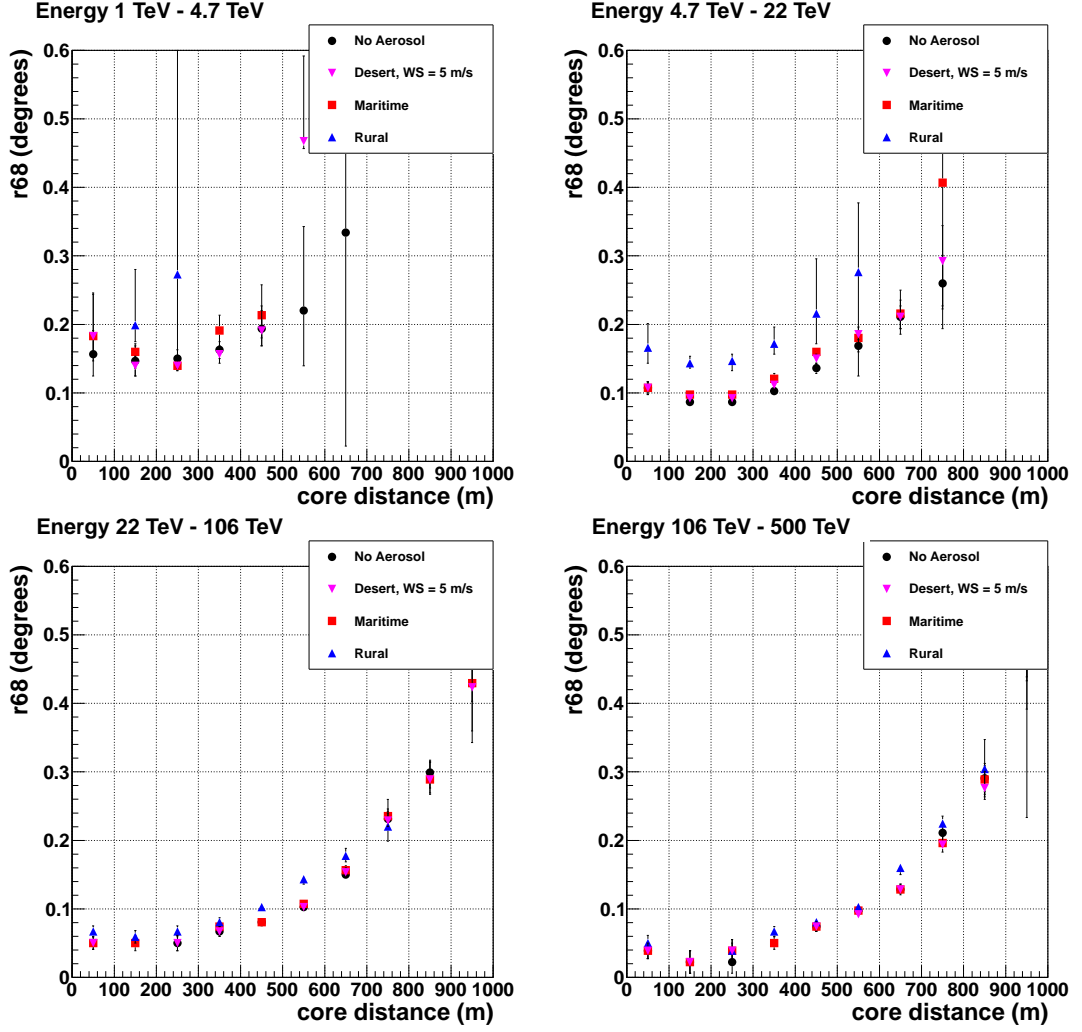 Energy 1 TeV - 4.7 TeV
No Aerosol
Desert, WS = 5 m/s
Maritime
Rural
r68 (degrees)
0.6
0.5
0.4
0.3
0.2
0.1
0
0 100 200 300 400 500 600 700 800 900 1000
core distance (m)
Energy 4.7 TeV - 22 TeV
No Aerosol
Desert, WS = 5 m/s
Maritime
Rural
r68 (degrees)
0.6
0.5
0.4
0.3
0.2
0.1
0
0 100 200 300 400 500 600 700 800 900 1000
core distance (m)
Energy 22 TeV - 106 TeV
No Aerosol
Desert, WS = 5 m/s
Maritime
Rural
r68 (degrees)
0.6
0.5
0.4
0.3
0.2
0.1
0
0 100 200 300 400 500 600 700 800 900 1000
core distance (m)
Energy 106 TeV - 500 TeV
No Aerosol
Desert, WS = 5 m/s
Maritime
Rural
r68 (degrees)
0.6
0.5
0.4
0.3
0.2
0.1
0
0 100 200 300 400 500 600 700 800 900 1000
core distance (m)